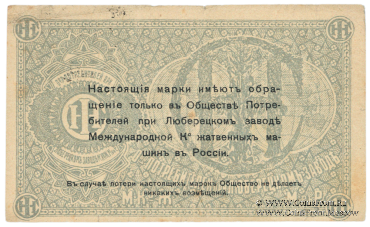 Настоящія марки имѣютъ обра-
щеніе только въ Обществѣ Потре-
бителей при Люберецкомъ заводѣ
Международной Ко жатвенныхъ ма-
шинъ въ Россіи.
Въ случаѣ потери настоящихъ марокъ Общество не дѣлаетъ
никакихъ возмѣщеній.